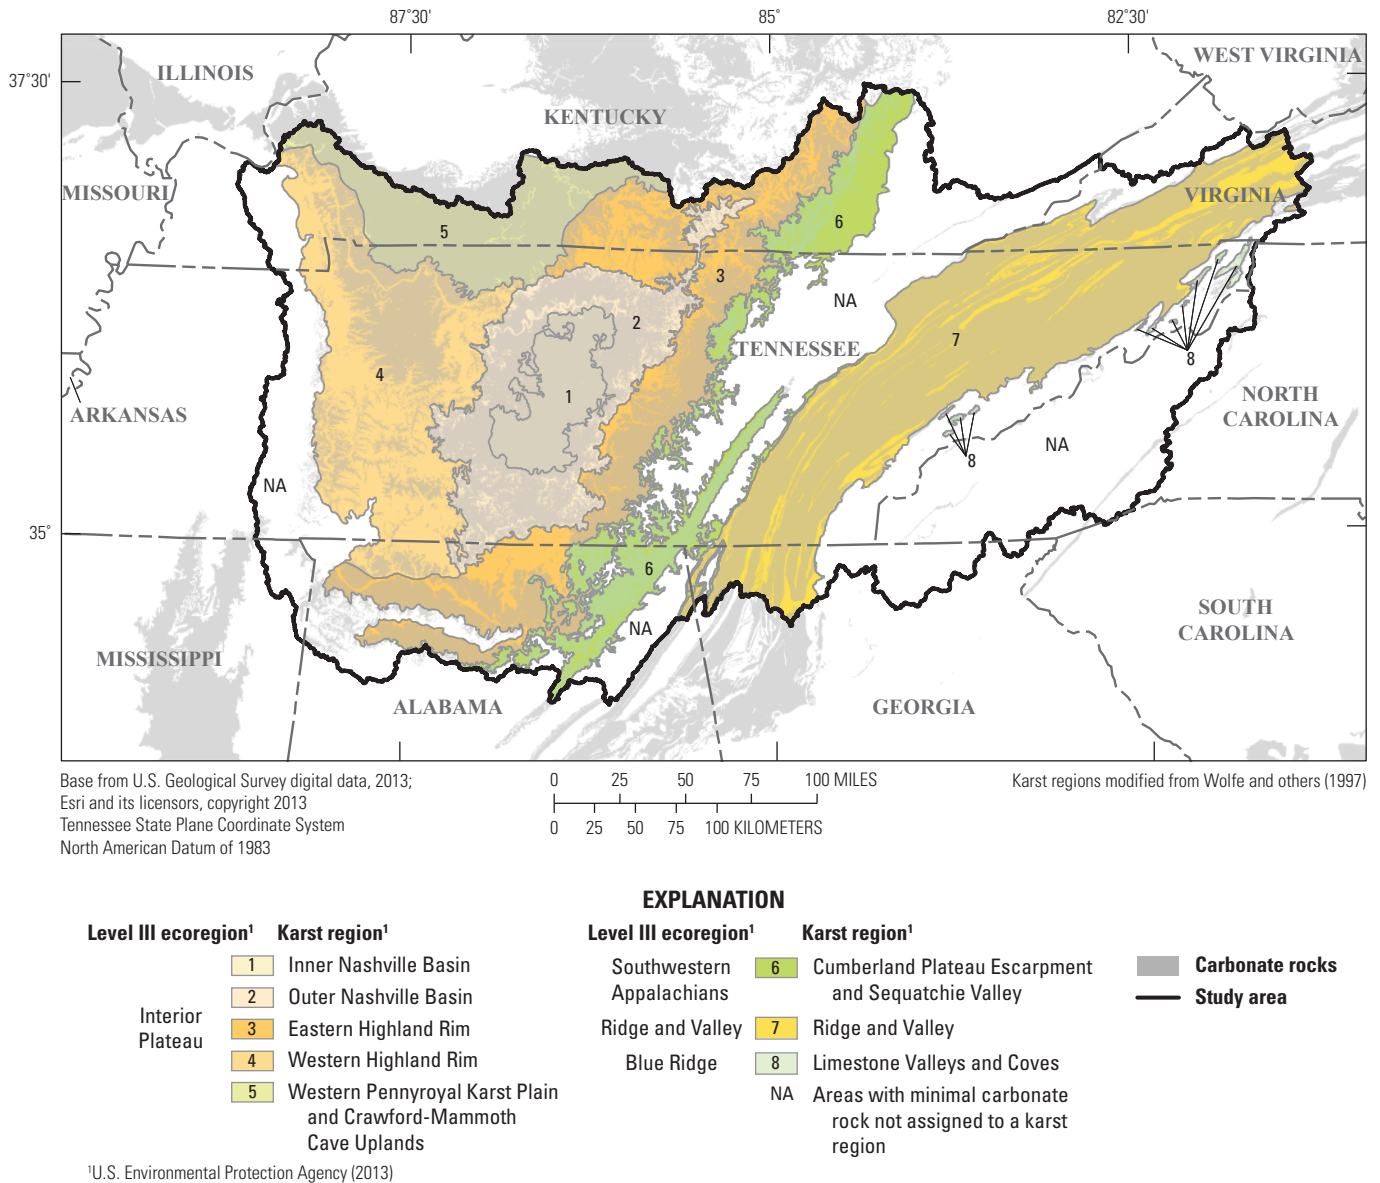 87°30'
85°
82°30'
37°30'
35°
ILLINOIS
WEST VIRGINIA
KENTUCKY
MISSOURI
VIRGINIA
5
6
3
NA
2
TENNESSEE
7
8
4
1
ARKANSAS
NORTH
CAROLINA
NA
8
NA
6
NA
SOUTH
CAROLINA
MISSISSIPPI
ALABAMA
GEORGIA
Base from U.S. Geological Survey digital data, 2013;
Esri and its licensors, copyright 2013
Tennessee State Plane Coordinate System
North American Datum of 1983
0 25 50 75 100 MILES
0 25 50 75 100 KILOMETERS
Karst regions modified from Wolfe and others (1997)
EXPLANATION
Level III ecoregion¹ Karst region¹
Interior
Plateau
1 Inner Nashville Basin
2 Outer Nashville Basin
3 Eastern Highland Rim
4 Western Highland Rim
5 Western Pennyroyal Karst Plain
and Crawford-Mammoth
Cave Uplands
Level III ecoregion¹ Karst region¹
Southwestern
Appalachians
6 Cumberland Plateau Escarpment
and Sequatchie Valley
Ridge and Valley 7 Ridge and Valley
Blue Ridge 8 Limestone Valleys and Coves
NA Areas with minimal carbonate
rock not assigned to a karst
region
Carbonate rocks
Study area
¹U.S. Environmental Protection Agency (2013)